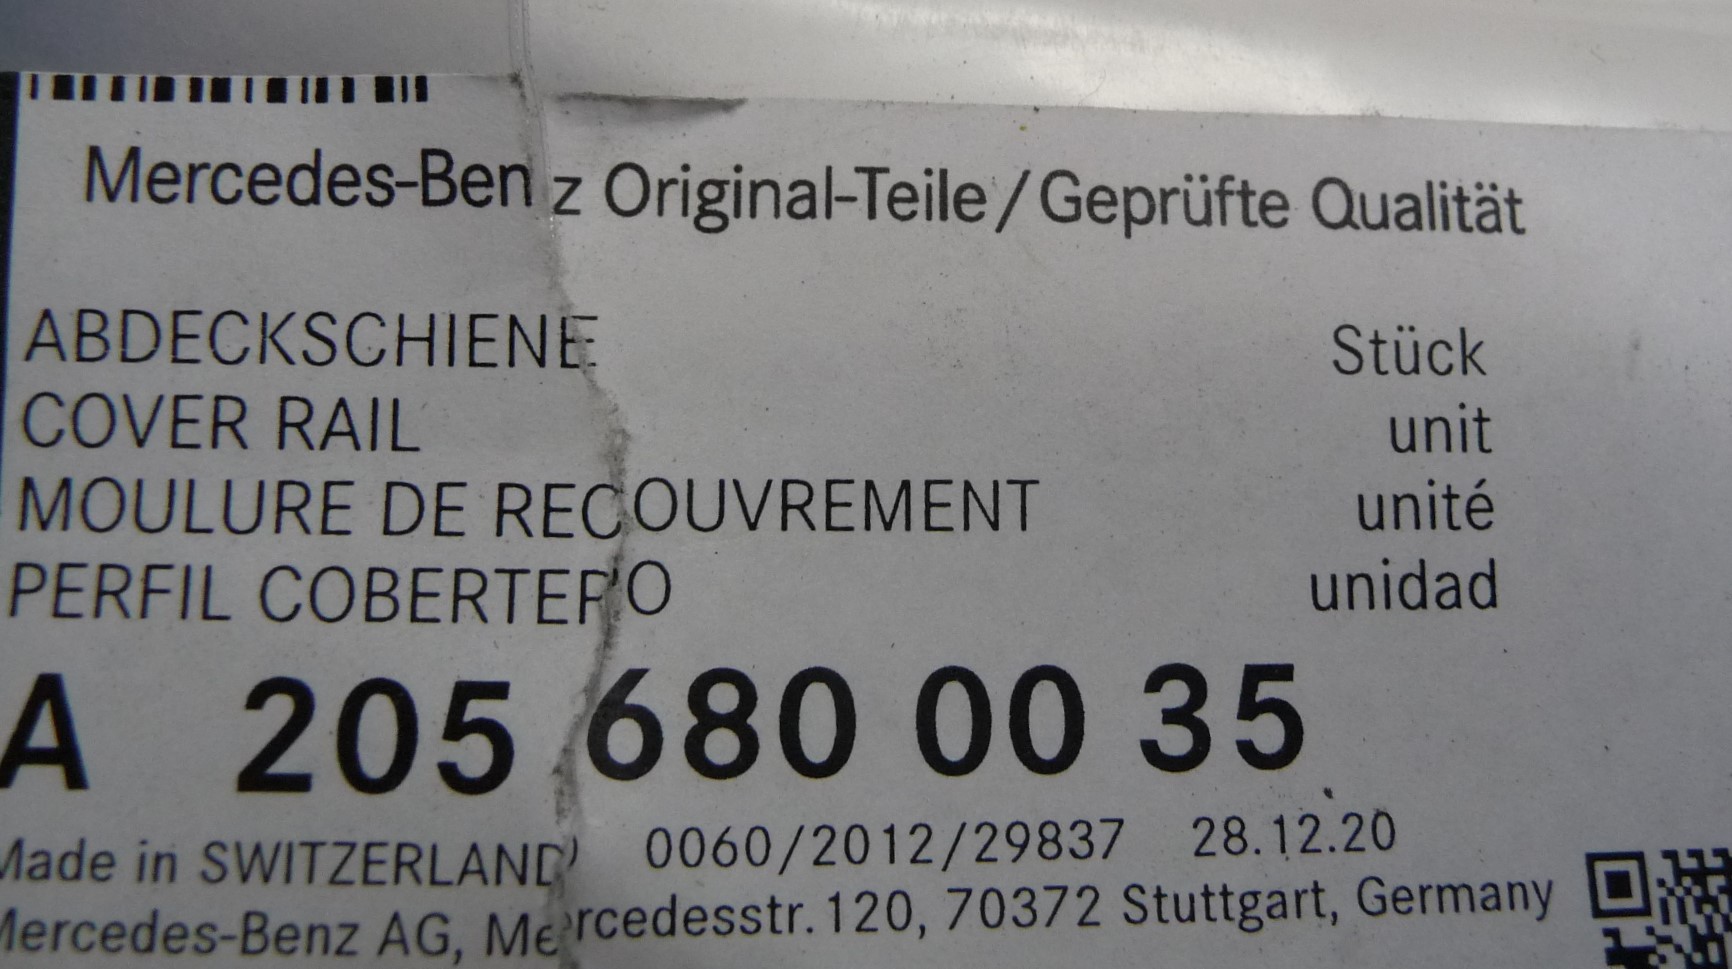 Mercedes-Benz Original-Teile/Geprüfte Qualität
ABDECKSCHIENE Stück
COVER RAIL unit
MOULURE DE RECOUVREMENT unité
PERFIL COBERTERO unidad
A 205 680 00 35
Made in SWITZERLAND 0060/2012/29837 28.12.20
Mercedes-Benz AG, Mercedesstr.120, 70372 Stuttgart, Germany